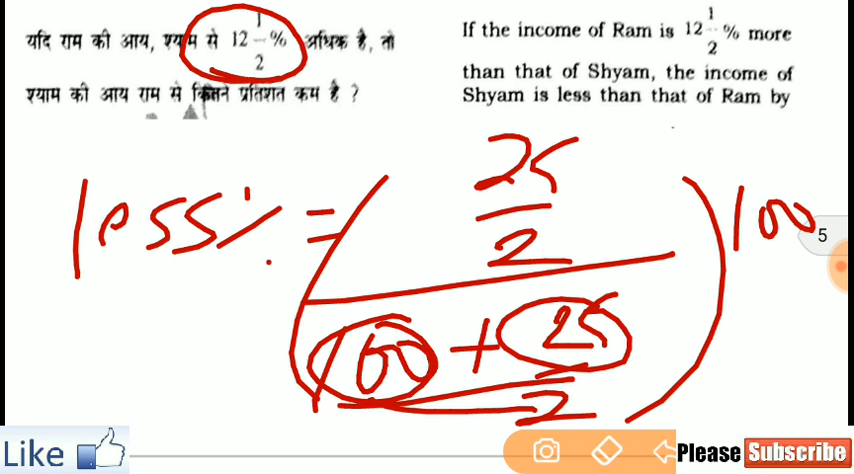 यदि राम की आय, श्याम से 12 1/2 % अधिक है, तो
श्याम की आय राम से कितने प्रतिशत कम है ?
If the income of Ram is 12 1/2 % more
than that of Shyam, the income of
Shyam is less than that of Ram by
less% = ( 25/2
100 + 25/2 ) 100
5
Like
Please Subscribe